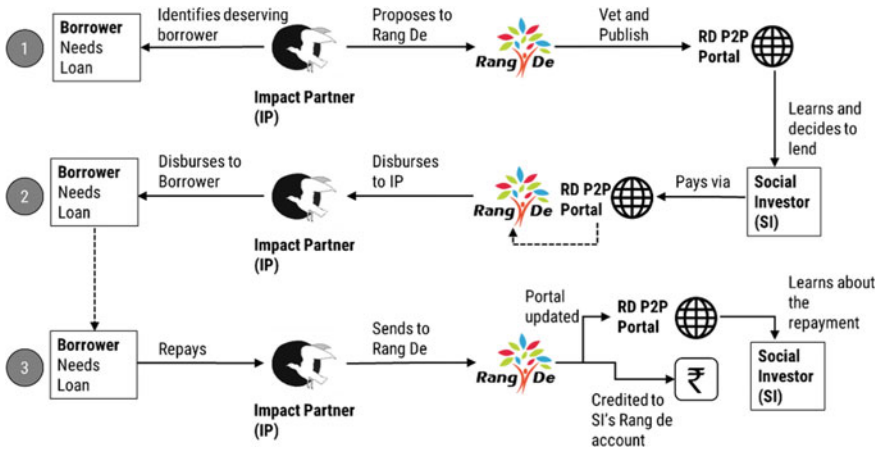 1
Borrower
Needs
Loan
Identifies deserving
borrower
Impact Partner
(IP)
Proposes to
Rang De
Rang De
Vet and
Publish
RD P2P
Portal
Learns and
decides to
lend
2
Borrower
Needs
Loan
Disburses to
Borrower
Impact Partner
(IP)
Disburses
to IP
Rang De
RD P2P
Portal
Pays via
Social
Investor
(SI)
3
Borrower
Needs
Loan
Repays
Impact Partner
(IP)
Sends to
Rang De
Rang De
Portal
updated
RD P2P
Portal
Learns about
the
repayment
Credited to
SI's Rang de
account
₹
Social
Investor
(SI)